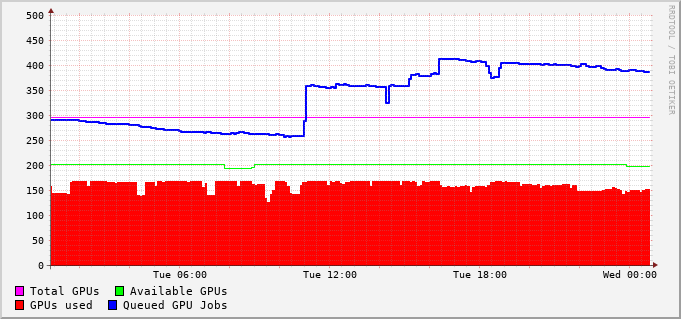 500
450
400
350
300
250
200
150
100
50
0
Tue 06:00 Tue 12:00 Tue 18:00 Wed 00:00
Total GPUs Available GPUs
GPUs used Queued GPU Jobs
RRDTOOL / TOBI OETIKER